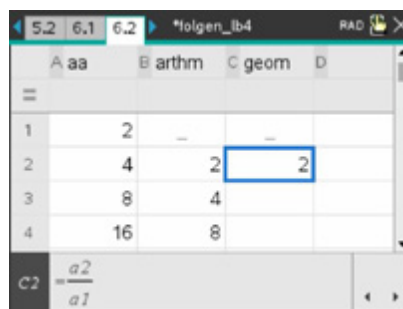 5.2 6.1 6.2 *folgen_lb4 RAD
A aa B arthm C geom D
=
1 2 _ _
2 4 2 2
3 8 4
4 16 8
C2 =a2/a1